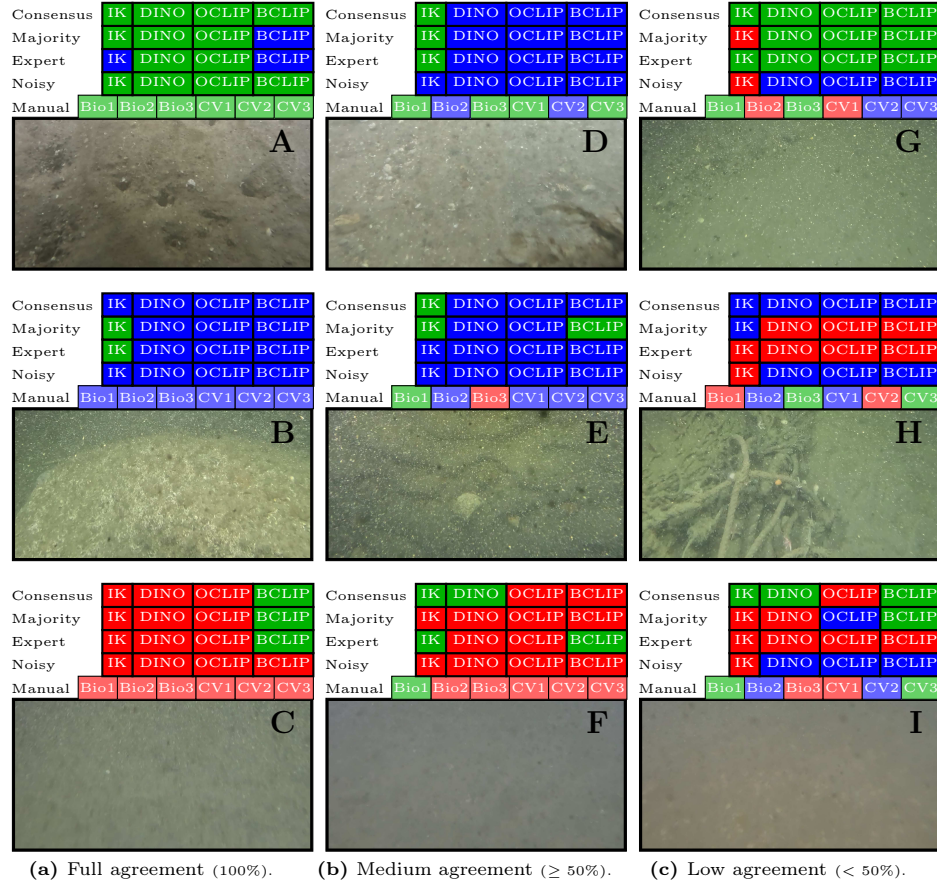 Consensus IK DINO OCLIP BCLIP
Majority IK DINO OCLIP BCLIP
Expert IK DINO OCLIP BCLIP
Noisy IK DINO OCLIP BCLIP
Manual Bio1 Bio2 Bio3 CV1 CV2 CV3
A
Consensus IK DINO OCLIP BCLIP
Majority IK DINO OCLIP BCLIP
Expert IK DINO OCLIP BCLIP
Noisy IK DINO OCLIP BCLIP
Manual Bio1 Bio2 Bio3 CV1 CV2 CV3
D
Consensus IK DINO OCLIP BCLIP
Majority IK DINO OCLIP BCLIP
Expert IK DINO OCLIP BCLIP
Noisy IK DINO OCLIP BCLIP
Manual Bio1 Bio2 Bio3 CV1 CV2 CV3
G
Consensus IK DINO OCLIP BCLIP
Majority IK DINO OCLIP BCLIP
Expert IK DINO OCLIP BCLIP
Noisy IK DINO OCLIP BCLIP
Manual Bio1 Bio2 Bio3 CV1 CV2 CV3
B
Consensus IK DINO OCLIP BCLIP
Majority IK DINO OCLIP BCLIP
Expert IK DINO OCLIP BCLIP
Noisy IK DINO OCLIP BCLIP
Manual Bio1 Bio2 Bio3 CV1 CV2 CV3
E
Consensus IK DINO OCLIP BCLIP
Majority IK DINO OCLIP BCLIP
Expert IK DINO OCLIP BCLIP
Noisy IK DINO OCLIP BCLIP
Manual Bio1 Bio2 Bio3 CV1 CV2 CV3
H
Consensus IK DINO OCLIP BCLIP
Majority IK DINO OCLIP BCLIP
Expert IK DINO OCLIP BCLIP
Noisy IK DINO OCLIP BCLIP
Manual Bio1 Bio2 Bio3 CV1 CV2 CV3
C
Consensus IK DINO OCLIP BCLIP
Majority IK DINO OCLIP BCLIP
Expert IK DINO OCLIP BCLIP
Noisy IK DINO OCLIP BCLIP
Manual Bio1 Bio2 Bio3 CV1 CV2 CV3
F
Consensus IK DINO OCLIP BCLIP
Majority IK DINO OCLIP BCLIP
Expert IK DINO OCLIP BCLIP
Noisy IK DINO OCLIP BCLIP
Manual Bio1 Bio2 Bio3 CV1 CV2 CV3
I
(a) Full agreement (100%).
(b) Medium agreement (≥ 50%).
(c) Low agreement (< 50%).